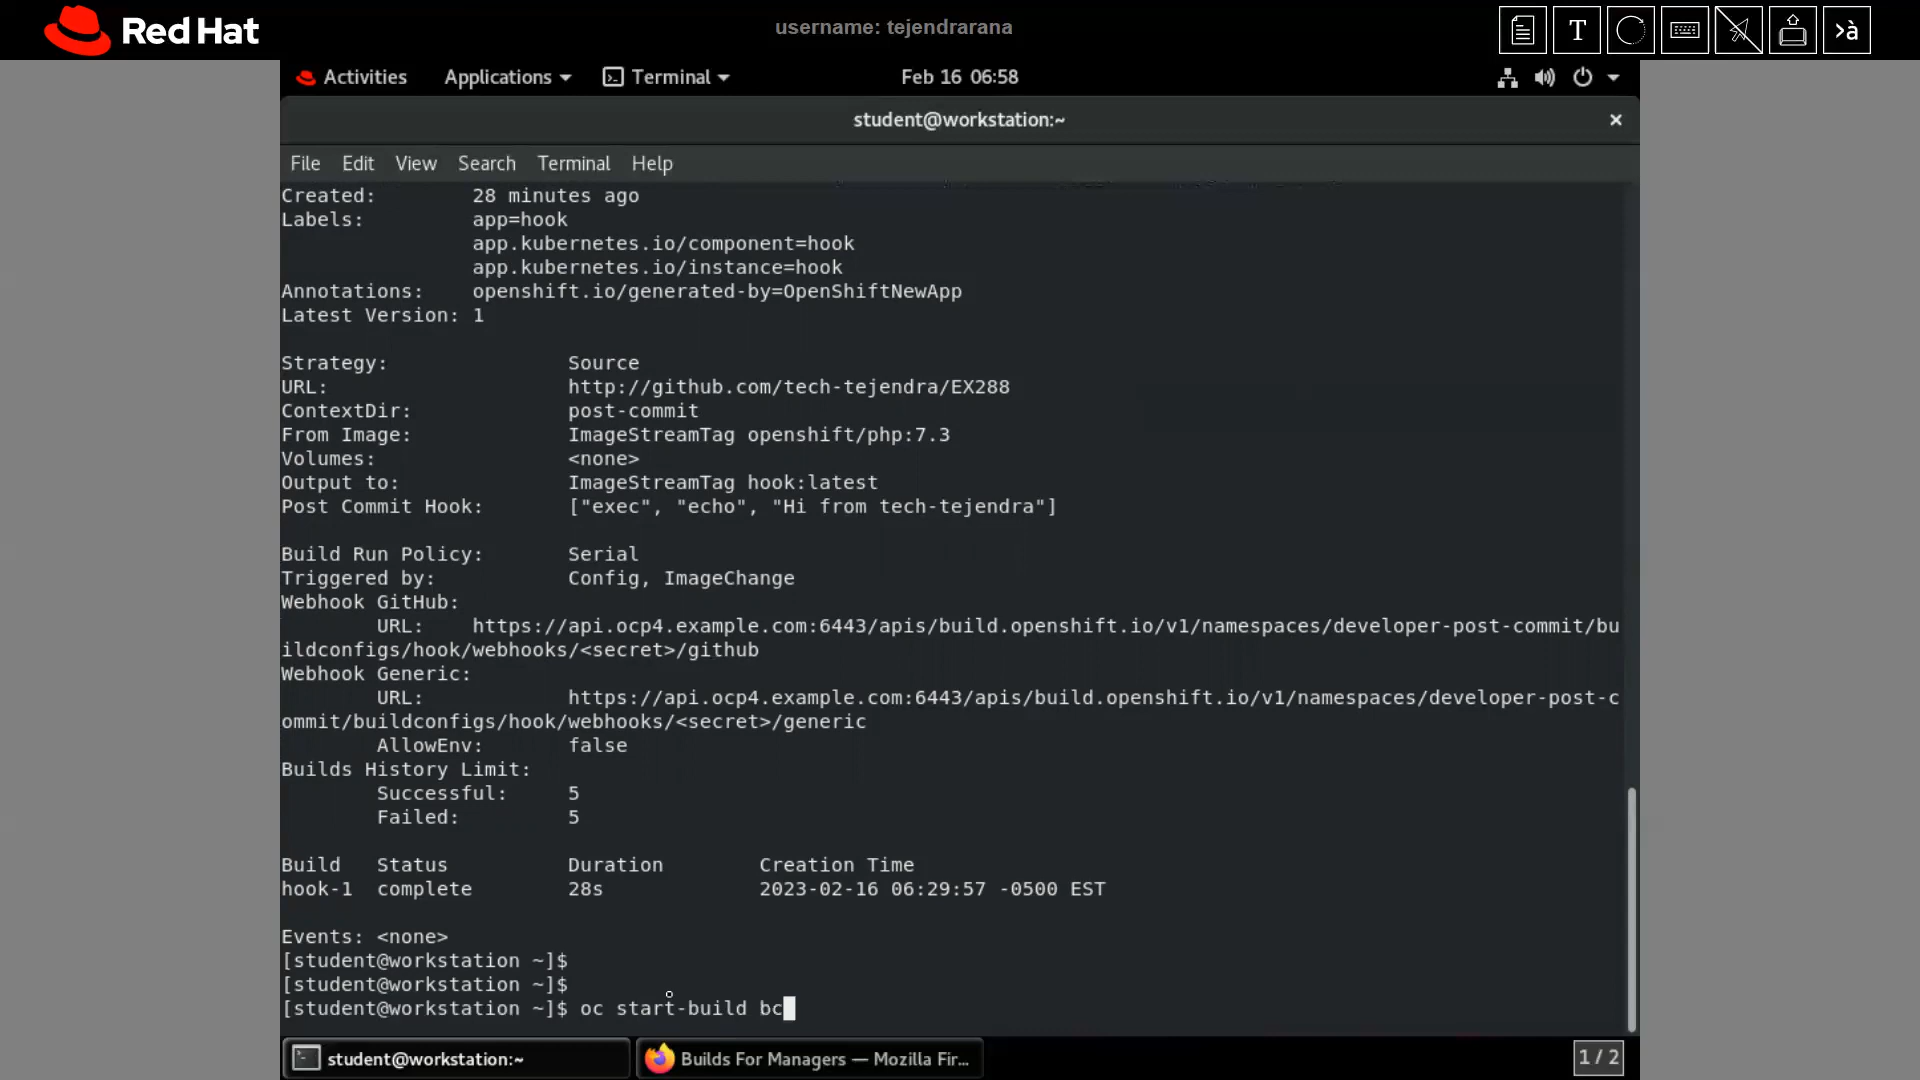 Red Hat
username: tejendrarana
T
>à
Activities Applications Terminal Feb 16 06:58
student@workstation:~ ×
File Edit View Search Terminal Help
Created: 28 minutes ago
Labels: app=hook
app.kubernetes.io/component=hook
app.kubernetes.io/instance=hook
Annotations: openshift.io/generated-by=OpenShiftNewApp
Latest Version: 1
Strategy: Source
URL: http://github.com/tech-tejendra/EX288
ContextDir: post-commit
From Image: ImageStreamTag openshift/php:7.3
Volumes: <none>
Output to: ImageStreamTag hook:latest
Post Commit Hook: ["exec", "echo", "Hi from tech-tejendra"]
Build Run Policy: Serial
Triggered by: Config, ImageChange
Webhook GitHub:
URL: https://api.ocp4.example.com:6443/apis/build.openshift.io/v1/namespaces/developer-post-commit/bu
ildconfigs/hook/webhooks/<secret>/github
Webhook Generic:
URL: https://api.ocp4.example.com:6443/apis/build.openshift.io/v1/namespaces/developer-post-c
ommit/buildconfigs/hook/webhooks/<secret>/generic
AllowEnv: false
Builds History Limit:
Successful: 5
Failed: 5
Build Status Duration Creation Time
hook-1 complete 28s 2023-02-16 06:29:57 -0500 EST
Events: <none>
[student@workstation ~]$
[student@workstation ~]$
[student@workstation ~]$ oc start-build bc
student@workstation:~ Builds For Managers — Mozilla Fir... 1 / 2